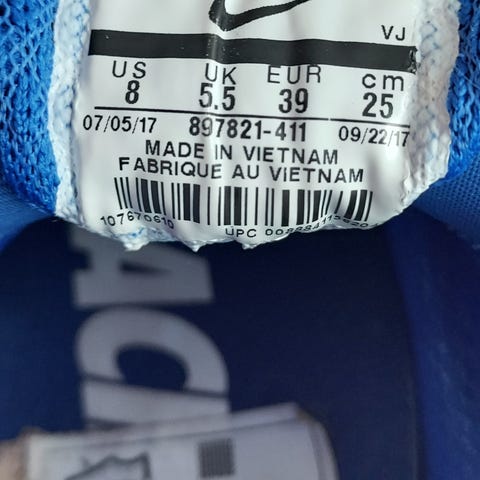 VJ
US UK EUR cm
8 5.5 39 25
07/05/17 897821-411 09/22/17
MADE IN VIETNAM
FABRIQUE AU VIETNAM
107670610 UPC